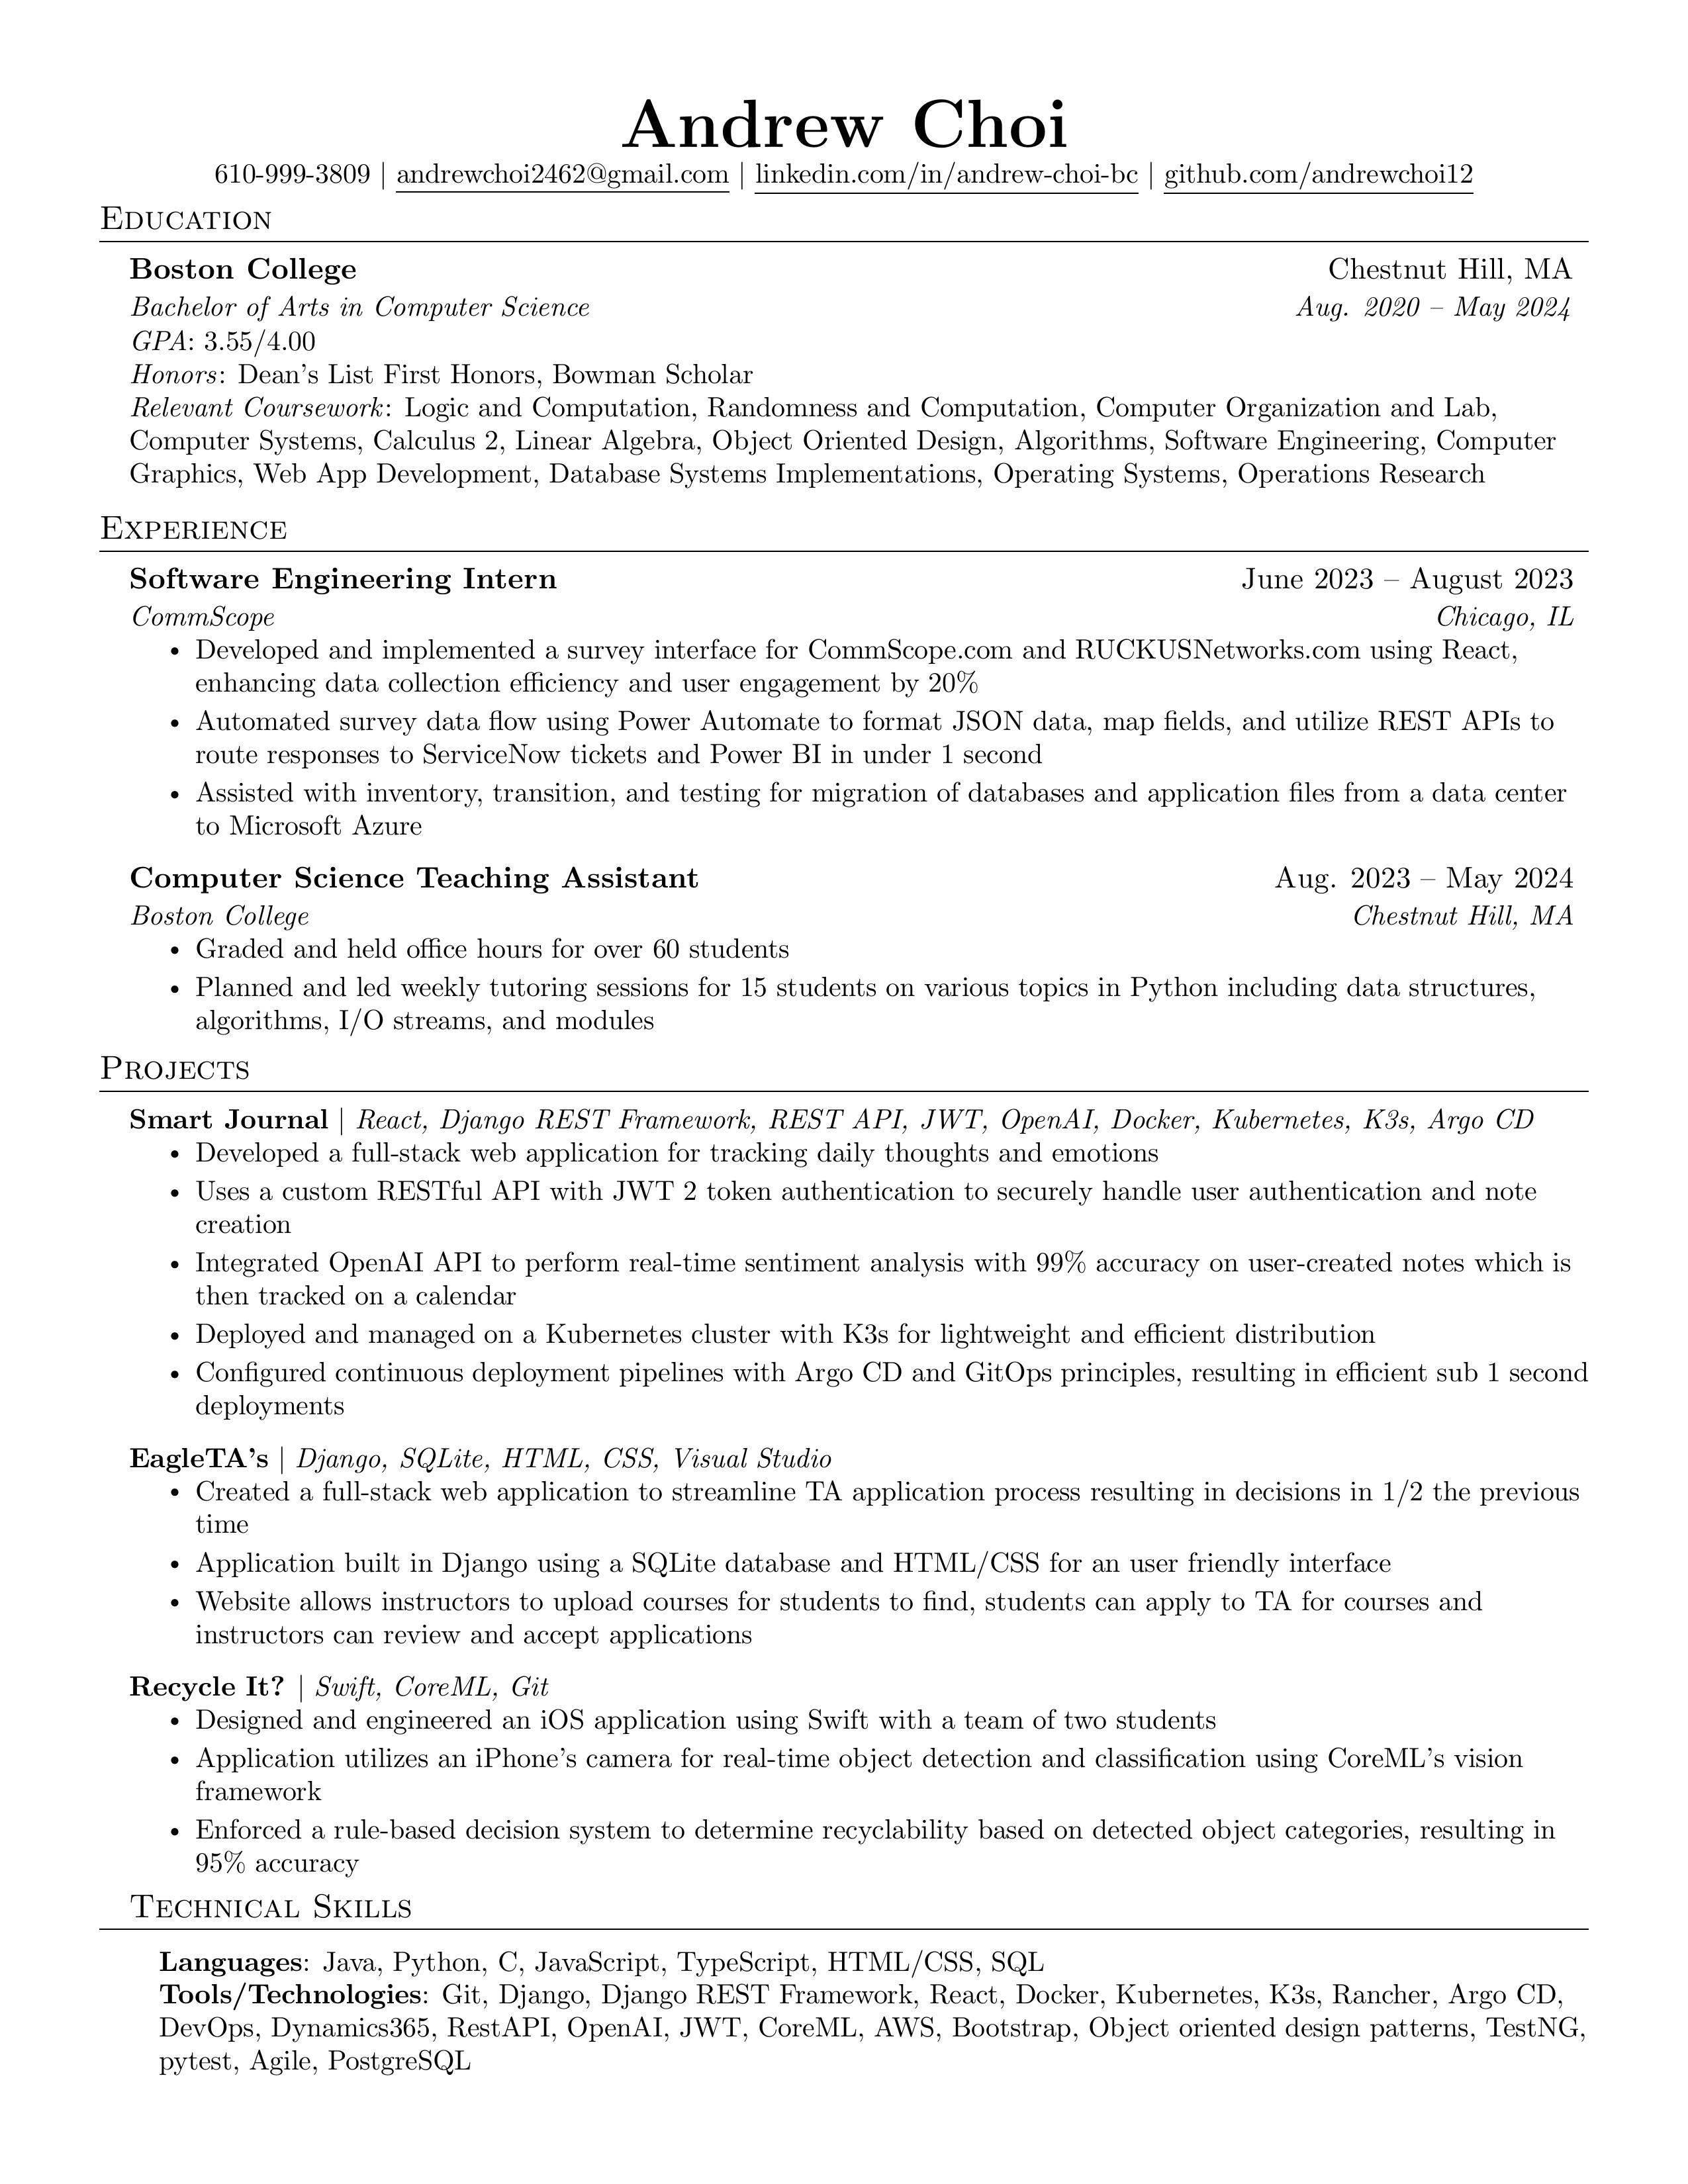 Andrew Choi
610-999-3809 | andrewchoi2462@gmail.com | linkedin.com/in/andrew-choi-bc | github.com/andrewchoi12
Education
Boston College Chestnut Hill, MA
Bachelor of Arts in Computer Science Aug. 2020 – May 2024
GPA: 3.55/4.00
Honors: Dean's List First Honors, Bowman Scholar
Relevant Coursework: Logic and Computation, Randomness and Computation, Computer Organization and Lab,
Computer Systems, Calculus 2, Linear Algebra, Object Oriented Design, Algorithms, Software Engineering, Computer
Graphics, Web App Development, Database Systems Implementations, Operating Systems, Operations Research
Experience
Software Engineering Intern June 2023 – August 2023
CommScope Chicago, IL
• Developed and implemented a survey interface for CommScope.com and RUCKUSNetworks.com using React,
enhancing data collection efficiency and user engagement by 20%
• Automated survey data flow using Power Automate to format JSON data, map fields, and utilize REST APIs to
route responses to ServiceNow tickets and Power BI in under 1 second
• Assisted with inventory, transition, and testing for migration of databases and application files from a data center
to Microsoft Azure
Computer Science Teaching Assistant Aug. 2023 – May 2024
Boston College Chestnut Hill, MA
• Graded and held office hours for over 60 students
• Planned and led weekly tutoring sessions for 15 students on various topics in Python including data structures,
algorithms, I/O streams, and modules
Projects
Smart Journal | React, Django REST Framework, REST API, JWT, OpenAI, Docker, Kubernetes, K3s, Argo CD
• Developed a full-stack web application for tracking daily thoughts and emotions
• Uses a custom RESTful API with JWT 2 token authentication to securely handle user authentication and note
creation
• Integrated OpenAI API to perform real-time sentiment analysis with 99% accuracy on user-created notes which is
then tracked on a calendar
• Deployed and managed on a Kubernetes cluster with K3s for lightweight and efficient distribution
• Configured continuous deployment pipelines with Argo CD and GitOps principles, resulting in efficient sub 1 second
deployments
EagleTA's | Django, SQLite, HTML, CSS, Visual Studio
• Created a full-stack web application to streamline TA application process resulting in decisions in 1/2 the previous
time
• Application built in Django using a SQLite database and HTML/CSS for an user friendly interface
• Website allows instructors to upload courses for students to find, students can apply to TA for courses and
instructors can review and accept applications
Recycle It? | Swift, CoreML, Git
• Designed and engineered an iOS application using Swift with a team of two students
• Application utilizes an iPhone's camera for real-time object detection and classification using CoreML's vision
framework
• Enforced a rule-based decision system to determine recyclability based on detected object categories, resulting in
95% accuracy
Technical Skills
Languages: Java, Python, C, JavaScript, TypeScript, HTML/CSS, SQL
Tools/Technologies: Git, Django, Django REST Framework, React, Docker, Kubernetes, K3s, Rancher, Argo CD,
DevOps, Dynamics365, RestAPI, OpenAI, JWT, CoreML, AWS, Bootstrap, Object oriented design patterns, TestNG,
pytest, Agile, PostgreSQL